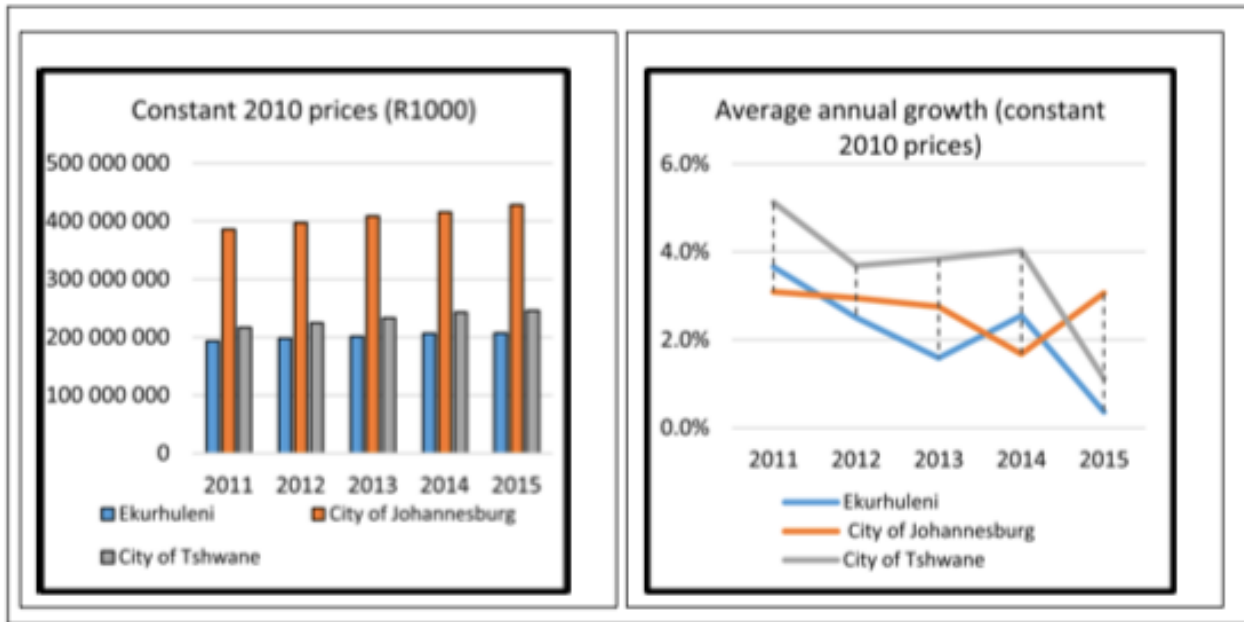 Constant 2010 prices (R1000)
500 000 000
400 000 000
300 000 000
200 000 000
100 000 000
0
2011 2012 2013 2014 2015
Ekurhuleni City of Johannesburg
City of Tshwane
Average annual growth (constant
2010 prices)
6.0%
4.0%
2.0%
0.0%
2011 2012 2013 2014 2015
Ekurhuleni
City of Johannesburg
City of Tshwane